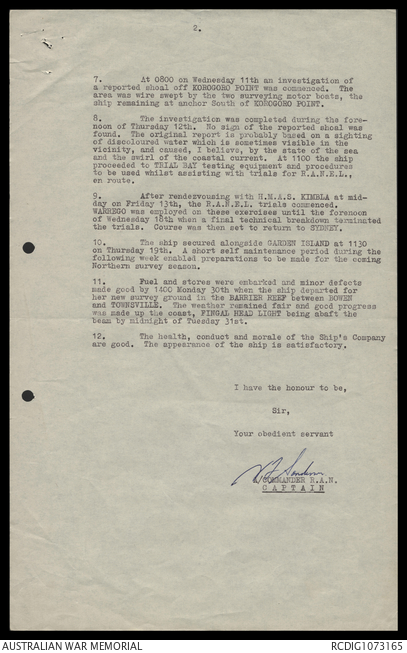 2.
7. At 0800 on Wednesday 11th an investigation of
a reported shoal off KOROGORO POINT was commenced. The
area was wire swept by the two surveying motor boats, the
ship remaining at anchor South of KOROGORO POINT.
8. The investigation was completed during the fore-
noon of Thursday 12th. No sign of the reported shoal was
found. The original report is probably based on a sighting
of discoloured water which is sometimes visible in the
vicinity, and caused, I believe, by the state of the sea
and the swirl of the coastal current. At 1100 the ship
proceeded to TRIAL BAY testing equipment and procedures
to be used whilst assisting with trials for R.A.N.E.L.,
en route.
9. After rendezvousing with H.M.A.S. KIMBLA at mid-
day on Friday 13th, the R.A.N.E.L. trials commenced.
WARREGO was employed on these exercises until the forenoon
of Wednesday 18th when a final technical breakdown terminated
the trials. Course was then set to return to SYDNEY.
10. The ship secured alongside GARDEN ISLAND at 1130
on Thursday 19th. A short self maintenance period during the
following week enabled preparations to be made for the coming
Northern survey season.
11. Fuel and stores were embarked and minor defects
made good by 1400 Monday 30th when the ship departed for
her new survey ground in the BARRIER REEF between BOWEN
and TOWNSVILLE. The weather remained fair and good progress
was made up the coast, FINGAL HEAD LIGHT being abaft the
beam by midnight of Tuesday 31st.
12. The health, conduct and morale of the Ship's Company
are good. The appearance of the ship is satisfactory.
I have the honour to be,
Sir,
Your obedient servant
COMMANDER R.A.N.
CAPTAIN
AUSTRALIAN WAR MEMORIAL RCDIG1073165